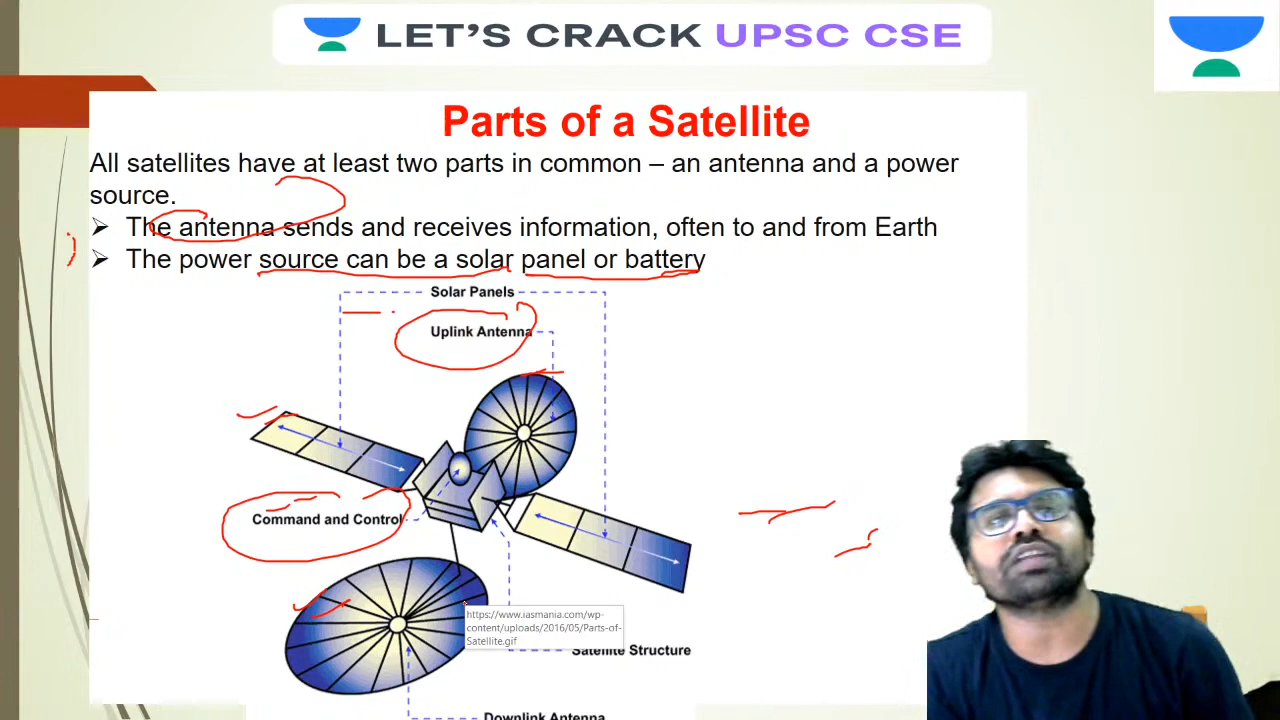 LET'S CRACK UPSC CSE
Parts of a Satellite
All satellites have at least two parts in common – an antenna and a power
source.
➢ The antenna sends and receives information, often to and from Earth
➢ The power source can be a solar panel or battery
Solar Panels
Uplink Antenna
Command and Control
https://www.iasmania.com/wp-
content/uploads/2016/05/Parts-of-
Satellite.gif
Satellite Structure
Downlink Antenna